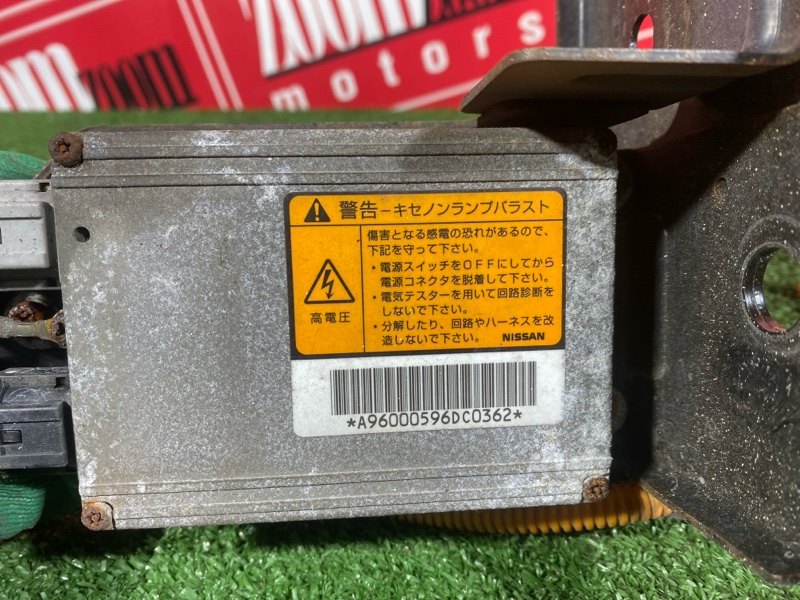 zoom
zoom
zoom
motors
警告－キセノンランプバラスト
高電圧
傷害となる感電の恐れがあるので、
下記を守って下さい。
・電源スイッチをOFFにしてから
電源コネクタを脱着して下さい。
・電気テスターを用いて回路診断を
しないで下さい。
・分解したり、回路やハーネスを改
造しないで下さい。
NISSAN
*A96000596DC0362*